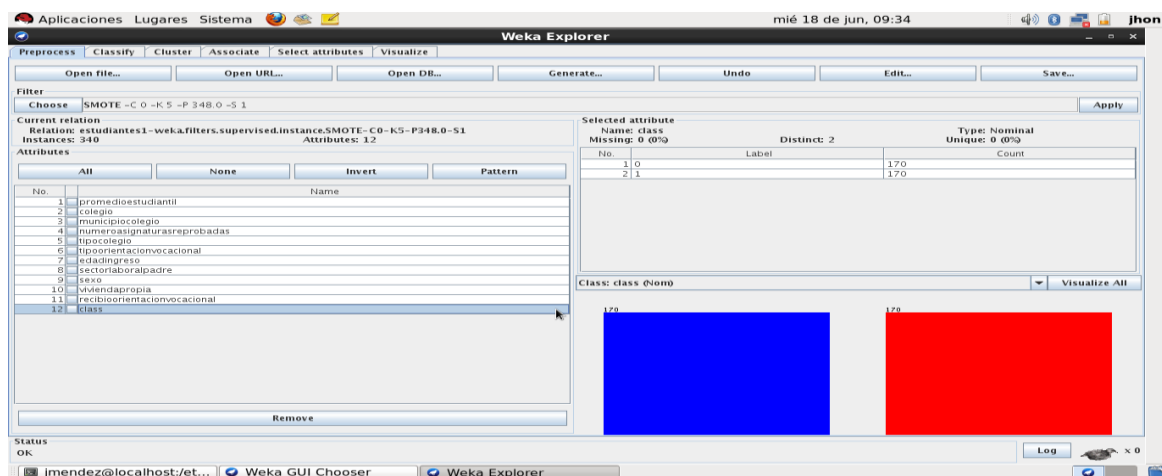 Aplicaciones Lugares Sistema mié 18 de jun, 09:34 jhon
Weka Explorer
Preprocess Classify Cluster Associate Select attributes Visualize
Open file... Open URL... Open DB... Generate... Undo Edit... Save...
Filter
Choose SMOTE -C 0 -K 5 -P 348.0 -S 1 Apply
Current relation
Relation: estudiantes1-weka.filters.supervised.instance.SMOTE-C0-K5-P348.0-S1
Instances: 340 Attributes: 12
Attributes
All None Invert Pattern
No. Name
1 promedioestudiantil
2 colegio
3 municipiocolegio
4 numeroasignaturasreprobadas
5 tipocolegio
6 tipoorientacionvocacional
7 edadingreso
8 sectorlaboralpadre
9 sexo
10 viviendapropia
11 recibioorientacionvocacional
12 class
Remove
Selected attribute
Name: class Type: Nominal
Missing: 0 (0%) Distinct: 2 Unique: 0 (0%)
No. Label Count
1 0 170
2 1 170
Class: class (Nom) Visualize All
170 170
Status
OK Log x 0
jmendez@localhost:/et... Weka GUI Chooser Weka Explorer